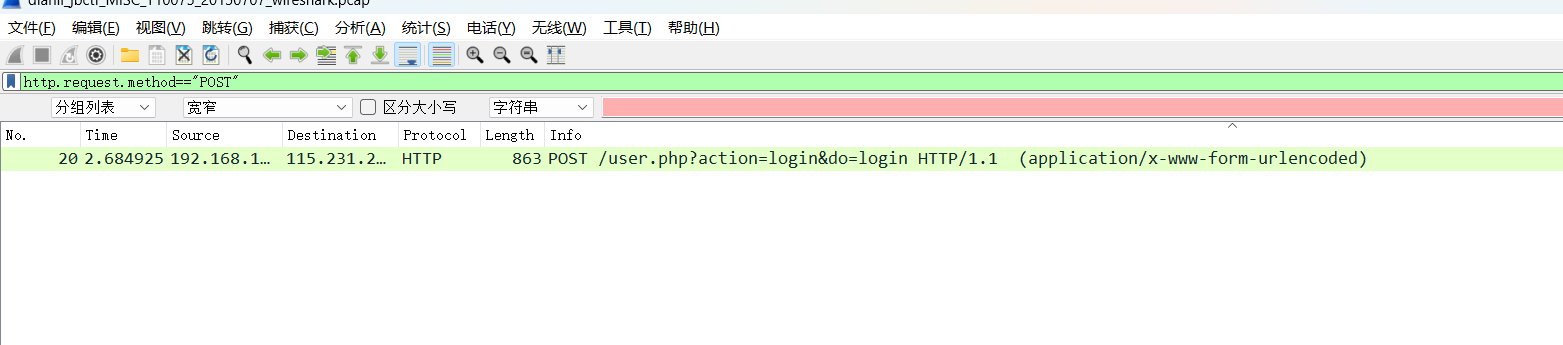 dianli_jbctf_MISC_T10075_20150707_wireshark.pcap
文件(F) 编辑(E) 视图(V) 跳转(G) 捕获(C) 分析(A) 统计(S) 电话(Y) 无线(W) 工具(T) 帮助(H)
http.request.method=="POST"
分组列表 宽窄 区分大小写 字符串
No. Time Source Destination Protocol Length Info
20 2.684925 192.168.1… 115.231.2… HTTP 863 POST /user.php?action=login&do=login HTTP/1.1 (application/x-www-form-urlencoded)